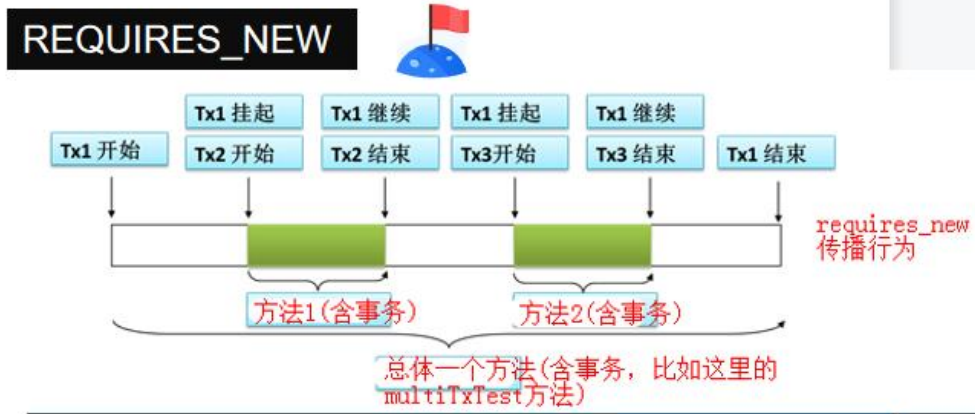 REQUIRES_NEW
Tx1 挂起
Tx1 继续
Tx1 挂起
Tx1 继续
Tx1 开始
Tx2 开始
Tx2 结束
Tx3开始
Tx3 结束
Tx1 结束
requires_new
传播行为
方法1(含事务)
方法2(含事务)
总体一个方法(含事务，比如这里的
multiTxTest方法)